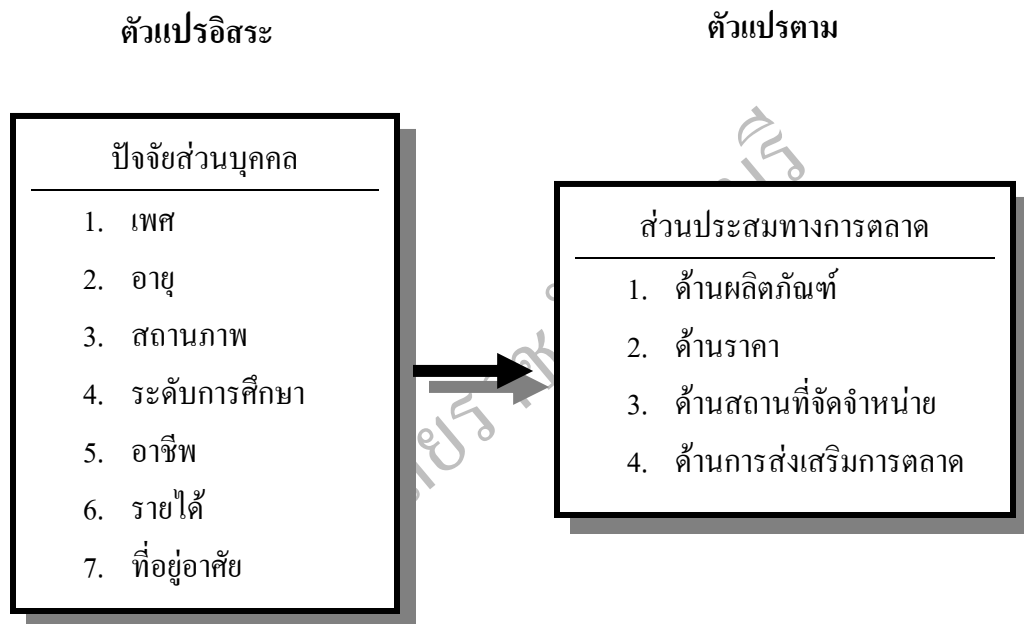 ตัวแปรอิสระ
ตัวแปรตาม
ปัจจัยส่วนบุคคล
1. เพศ
2. อายุ
3. สถานภาพ
4. ระดับการศึกษา
5. อาชีพ
6. รายได้
7. ที่อยู่อาศัย
ส่วนประสมทางการตลาด
1. ด้านผลิตภัณฑ์
2. ด้านราคา
3. ด้านสถานที่จัดจำหน่าย
4. ด้านการส่งเสริมการตลาด